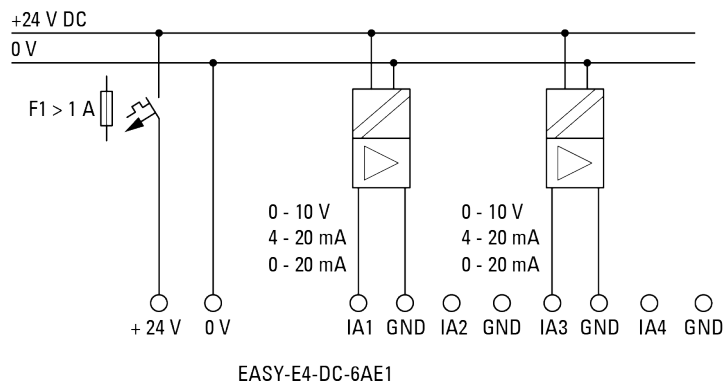 +24 V DC
0 V
F1 > 1 A
0 - 10 V
4 - 20 mA
0 - 20 mA
0 - 10 V
4 - 20 mA
0 - 20 mA
+ 24 V 0 V IA1 GND IA2 GND IA3 GND IA4 GND
EASY-E4-DC-6AE1